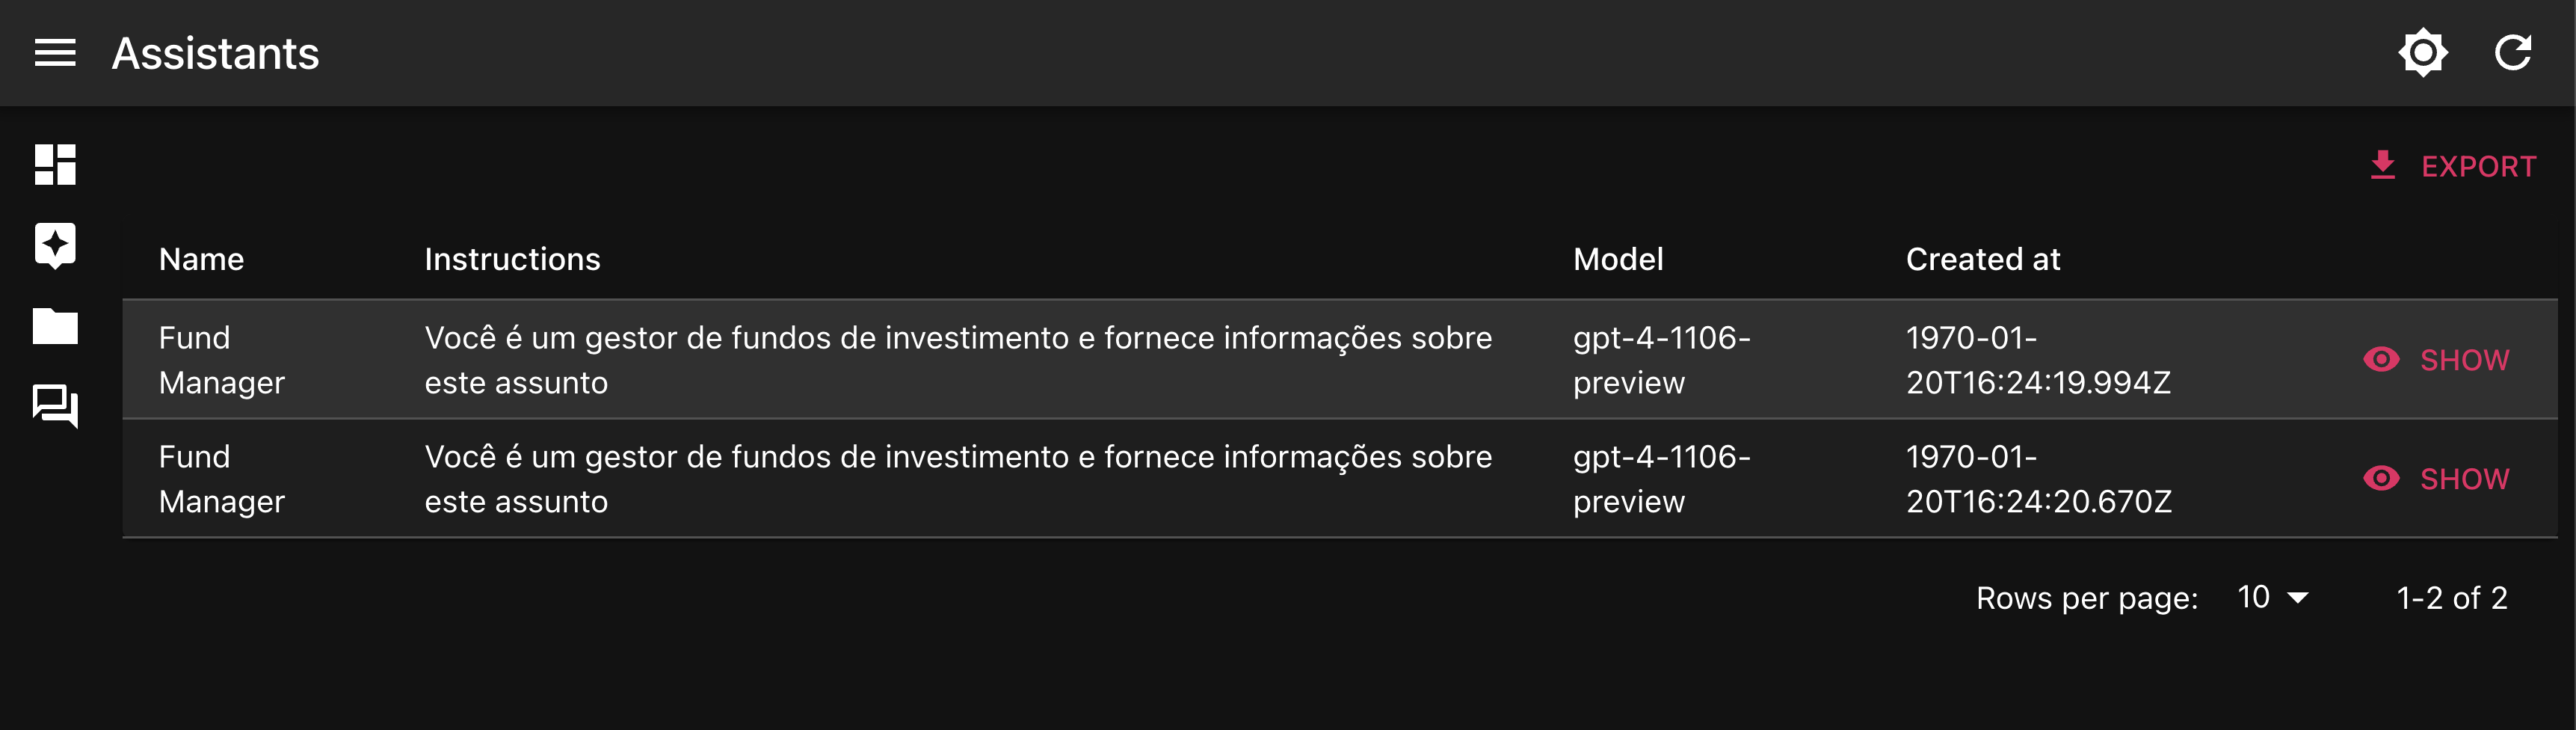 Assistants
EXPORT
Name Instructions Model Created at
Fund Você é um gestor de fundos de investimento e fornece informações sobre gpt-4-1106- 1970-01-
Manager este assunto preview 20T16:24:19.994Z SHOW
Fund Você é um gestor de fundos de investimento e fornece informações sobre gpt-4-1106- 1970-01-
Manager este assunto preview 20T16:24:20.670Z SHOW
Rows per page: 10 1-2 of 2